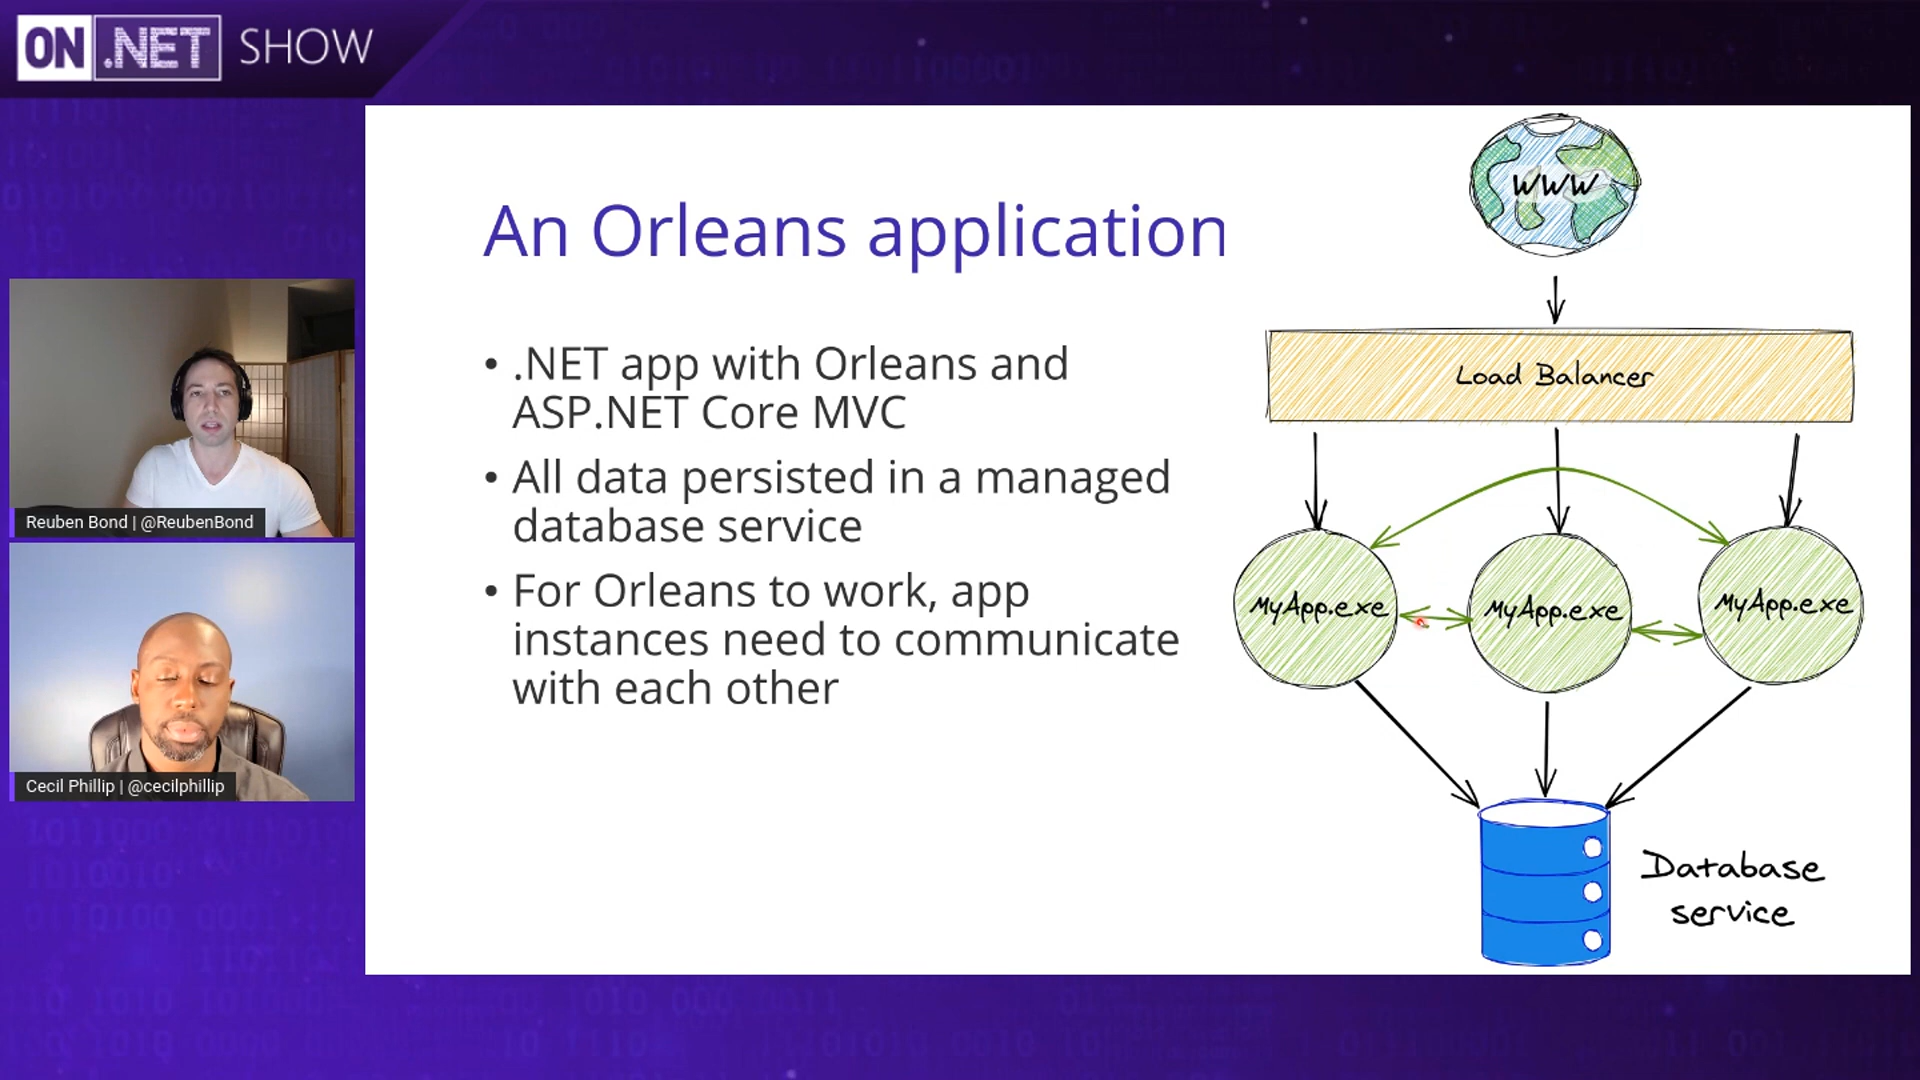 ON .NET SHOW
An Orleans application
• .NET app with Orleans and
ASP.NET Core MVC
• All data persisted in a managed
database service
• For Orleans to work, app
instances need to communicate
with each other
WWW
Load Balancer
MyApp.exe
MyApp.exe
MyApp.exe
Database
service
Reuben Bond | @ReubenBond
Cecil Phillip | @cecilphillip